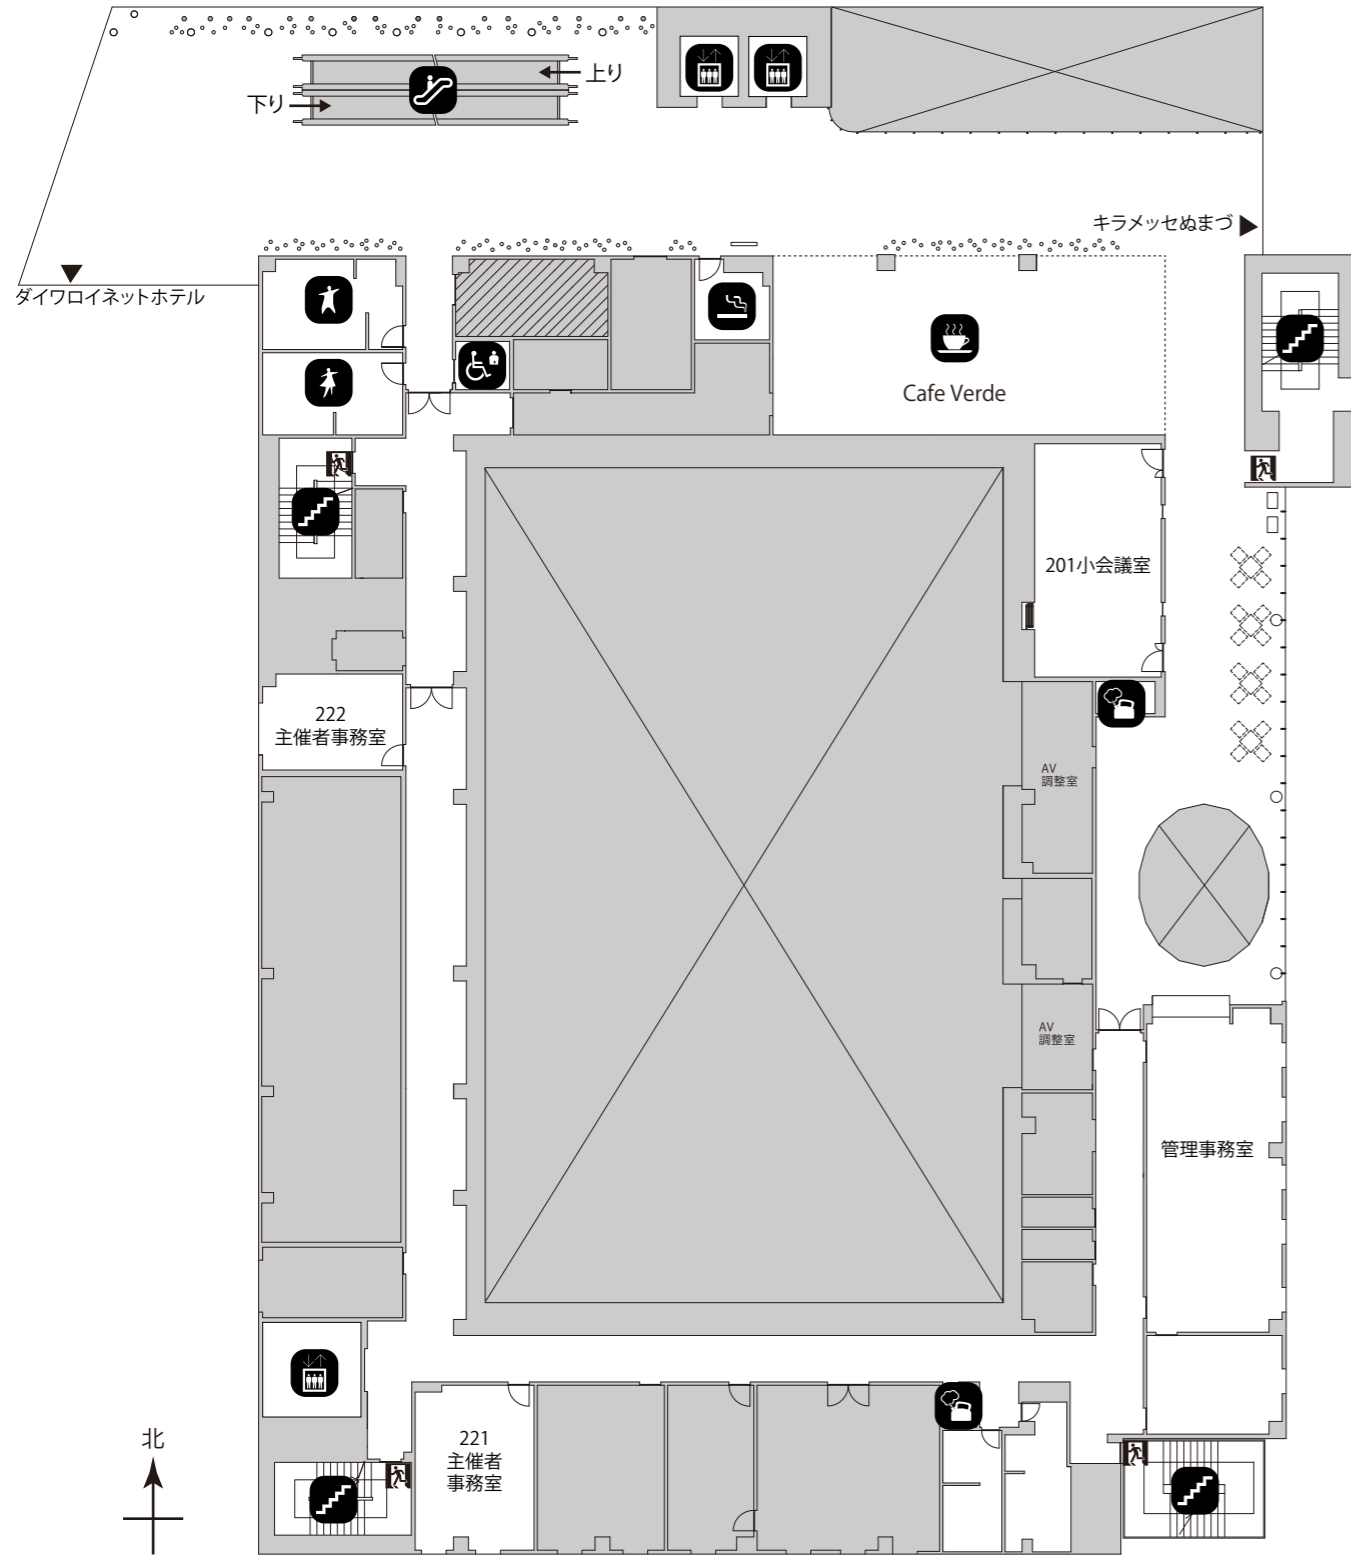 上り
下り
キラメッセぬまづ
ダイワロイネットホテル
Cafe Verde
201小会議室
222
主催者事務室
AV
調整室
AV
調整室
管理事務室
北
221
主催者
事務室